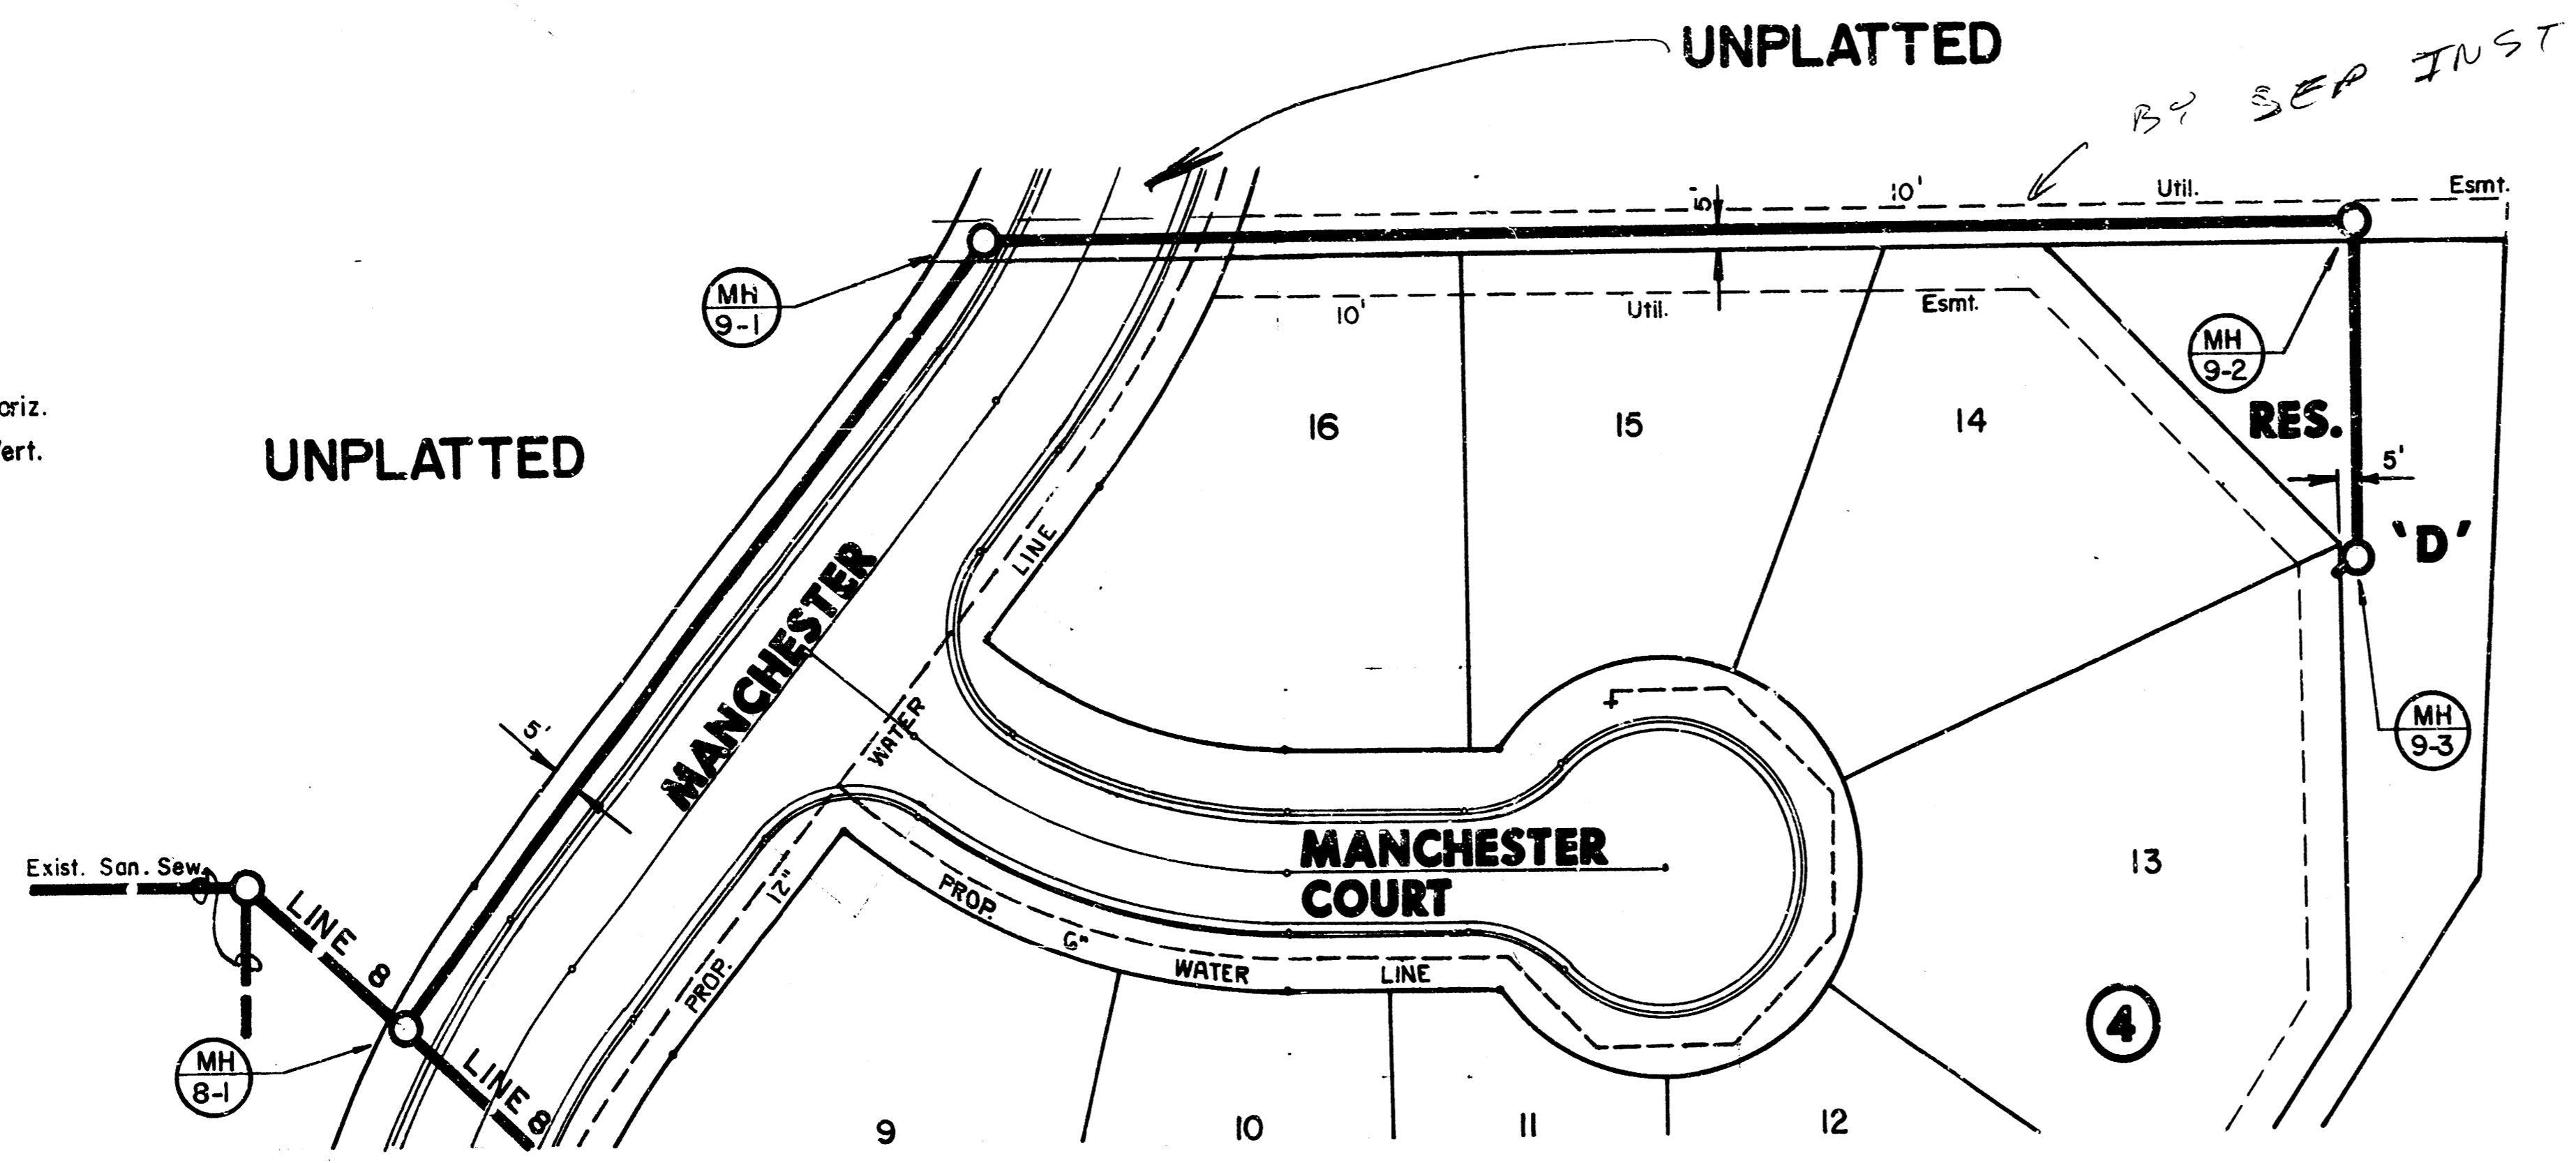 UNPLATTED
BY SEP INST
5'
10'
Util.
Esmt.
MH
9-1
10'
Util.
Esmt.
MH
9-2
oriz.
Vert.
UNPLATTED
16
15
14
RES.
5'
'D'
LINE
MANCHESTER
WATER
5'
MH
9-3
MANCHESTER
COURT
13
Exist. San. Sew.
LINE 8
PROP. 12"
PROP. 6" WATER LINE
MH
8-1
LINE 8
4
9
10
11
12